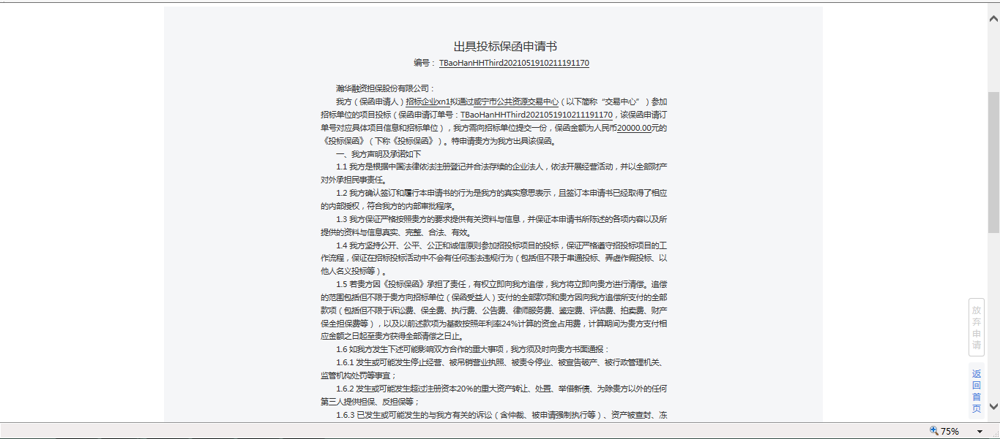 出具投标保函申请书
编号： TBaoHanHHThird2021051910211191170
瀚华融资担保股份有限公司：
我方（保函申请人）招标企业xn1拟通过咸宁市公共资源交易中心（以下简称“交易中心”）参加
招标单位的项目投标（保函申请订单号：TBaoHanHHThird2021051910211191170，该保函申请订
单号对应具体项目信息和招标单位），我方需向招标单位提交一份，保函金额为人民币20000.00元的
《投标保函》（下称《投标保函》）。特申请贵方为我方出具该保函。
一、我方声明及承诺如下
1.1 我方是根据中国法律依法注册登记并合法存续的企业法人，依法开展经营活动，并以全部财产
对外承担民事责任。
1.2 我方确认签订和履行本申请书的行为是我方的真实意思表示，且签订本申请书已经取得了相应
的内部授权，符合我方的内部审批程序。
1.3 我方保证严格按照贵方的要求提供有关资料与信息，并保证本申请书所陈述的各项内容以及所
提供的资料与信息真实、完整、合法、有效。
1.4 我方坚持公开、公平、公正和诚信原则参加招投标项目的投标，保证严格遵守招投标项目的工
作流程，保证在招标投标活动中不会有任何违法违规行为（包括但不限于串通投标、弄虚作假投标、以
他人名义投标等）。
1.5 若贵方因《投标保函》承担了责任，有权立即向我方追偿，我方将立即向贵方进行清偿。追偿
的范围包括但不限于贵方向招标单位（保函受益人）支付的全部款项和贵方因向我方追偿所支付的全部
款项（包括但不限于诉讼费、保全费、执行费、公告费、律师服务费、鉴定费、评估费、拍卖费、财产
保全担保费等），以及以前述款项为基数按照年利率24%计算的资金占用费，计算期间为贵方支付相
应金额之日起至贵方获得全部清偿之日止。
1.6 如我方发生下述可能影响双方合作的重大事项，我方须及时向贵方书面通报：
1.6.1 发生或可能发生停止经营、被吊销营业执照、被责令停业、被宣告破产、被行政管理机关、
监管机构处罚等事宜；
1.6.2 发生或可能发生超过注册资本20%的重大资产转让、处置、举借新债、为除贵方以外的任何
第三人提供担保、反担保等；
1.6.3 已发生或可能发生的与我方有关的诉讼（含仲裁、被申请强制执行等）、资产被查封、冻
放弃申请
返回首页
75%